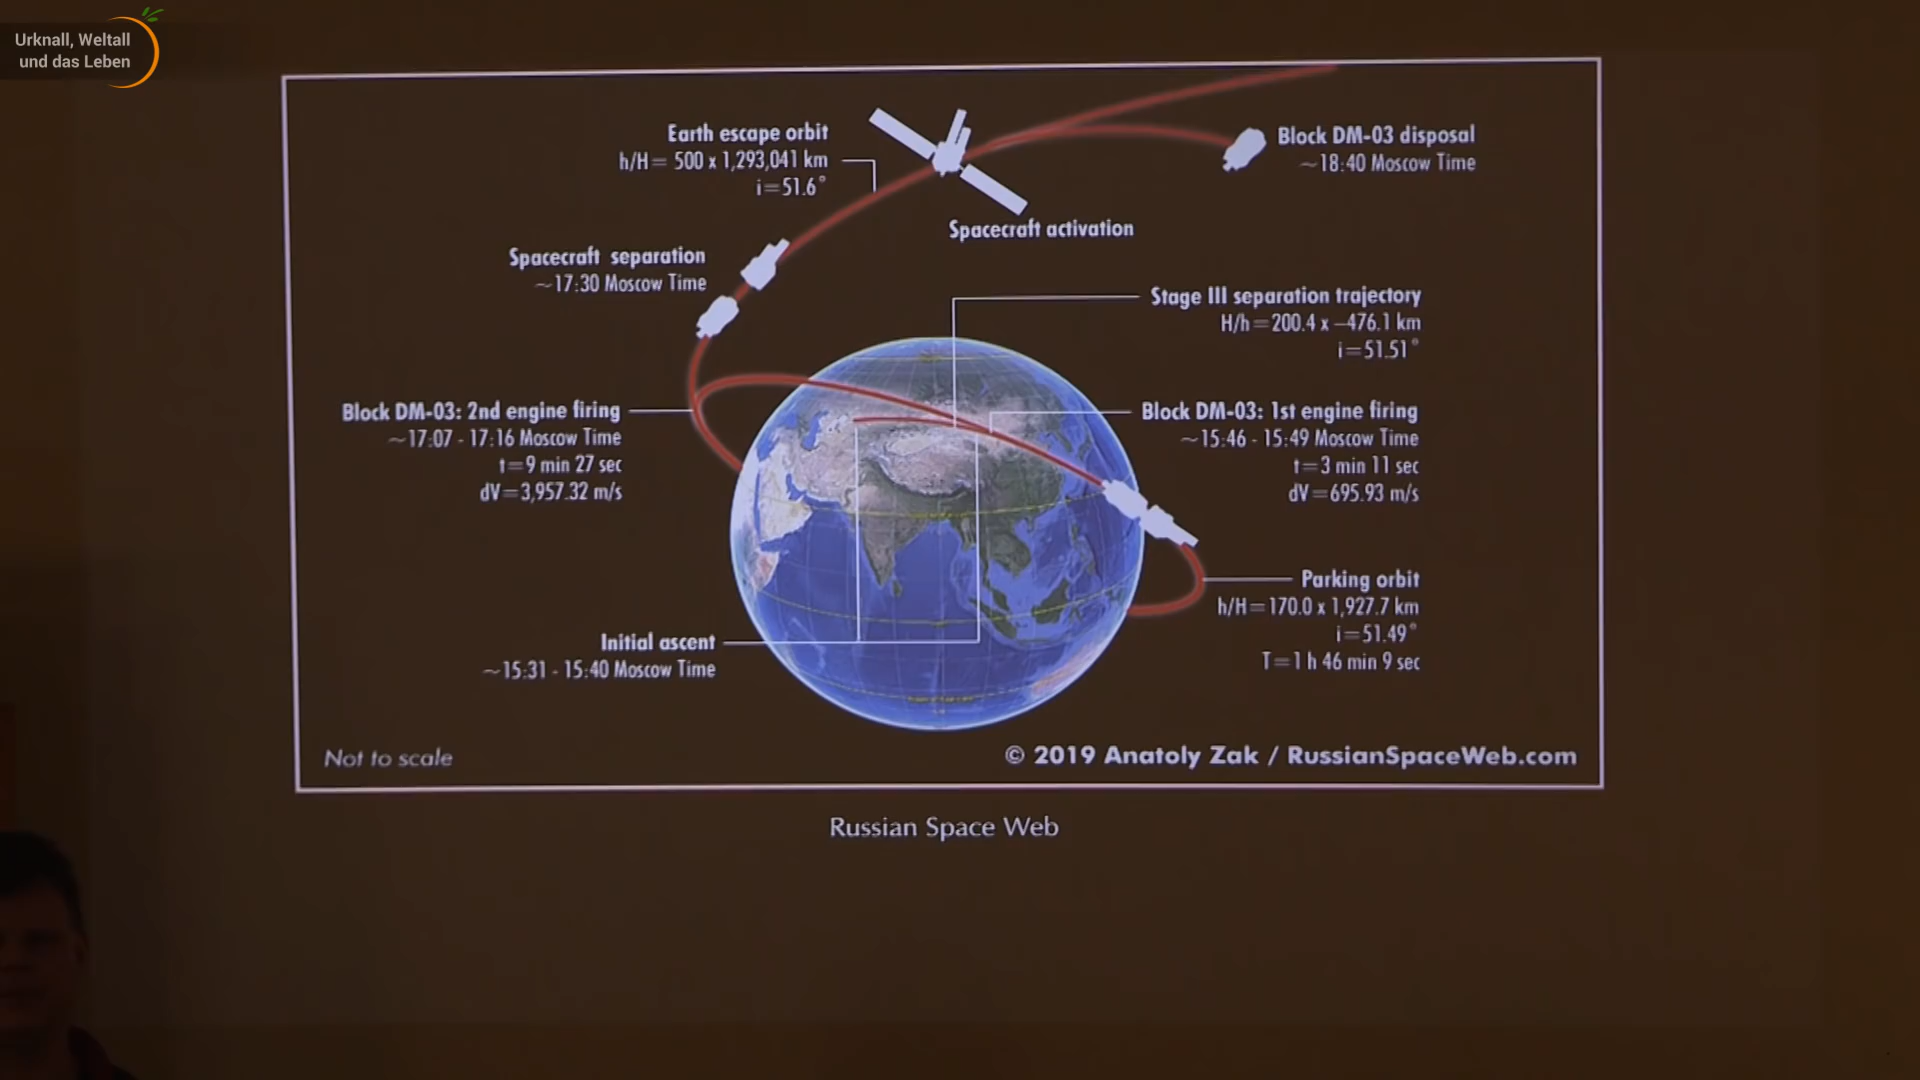 Urknall, Weltall
und das Leben
Earth escape orbit
h/H= 500 x 1,293,041 km
i=51.6°
Block DM-03 disposal
~18:40 Moscow Time
Spacecraft activation
Spacecraft separation
~17:30 Moscow Time
Stage III separation trajectory
H/h=200.4 x –476.1 km
i=51.51°
Block DM-03: 2nd engine firing
~17:07 - 17:16 Moscow Time
t=9 min 27 sec
dV=3,957.32 m/s
Block DM-03: 1st engine firing
~15:46 - 15:49 Moscow Time
t=3 min 11 sec
dV=695.93 m/s
Parking orbit
h/H=170.0 x 1,927.7 km
i=51.49°
T=1 h 46 min 9 sec
Initial ascent
~15:31 - 15:40 Moscow Time
Not to scale
© 2019 Anatoly Zak / RussianSpaceWeb.com
Russian Space Web